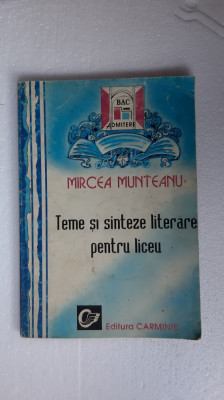 BAC
ADMITERE
MIRCEA MUNTEANU
Teme și sinteze literare
pentru liceu
Editura CARMINIS